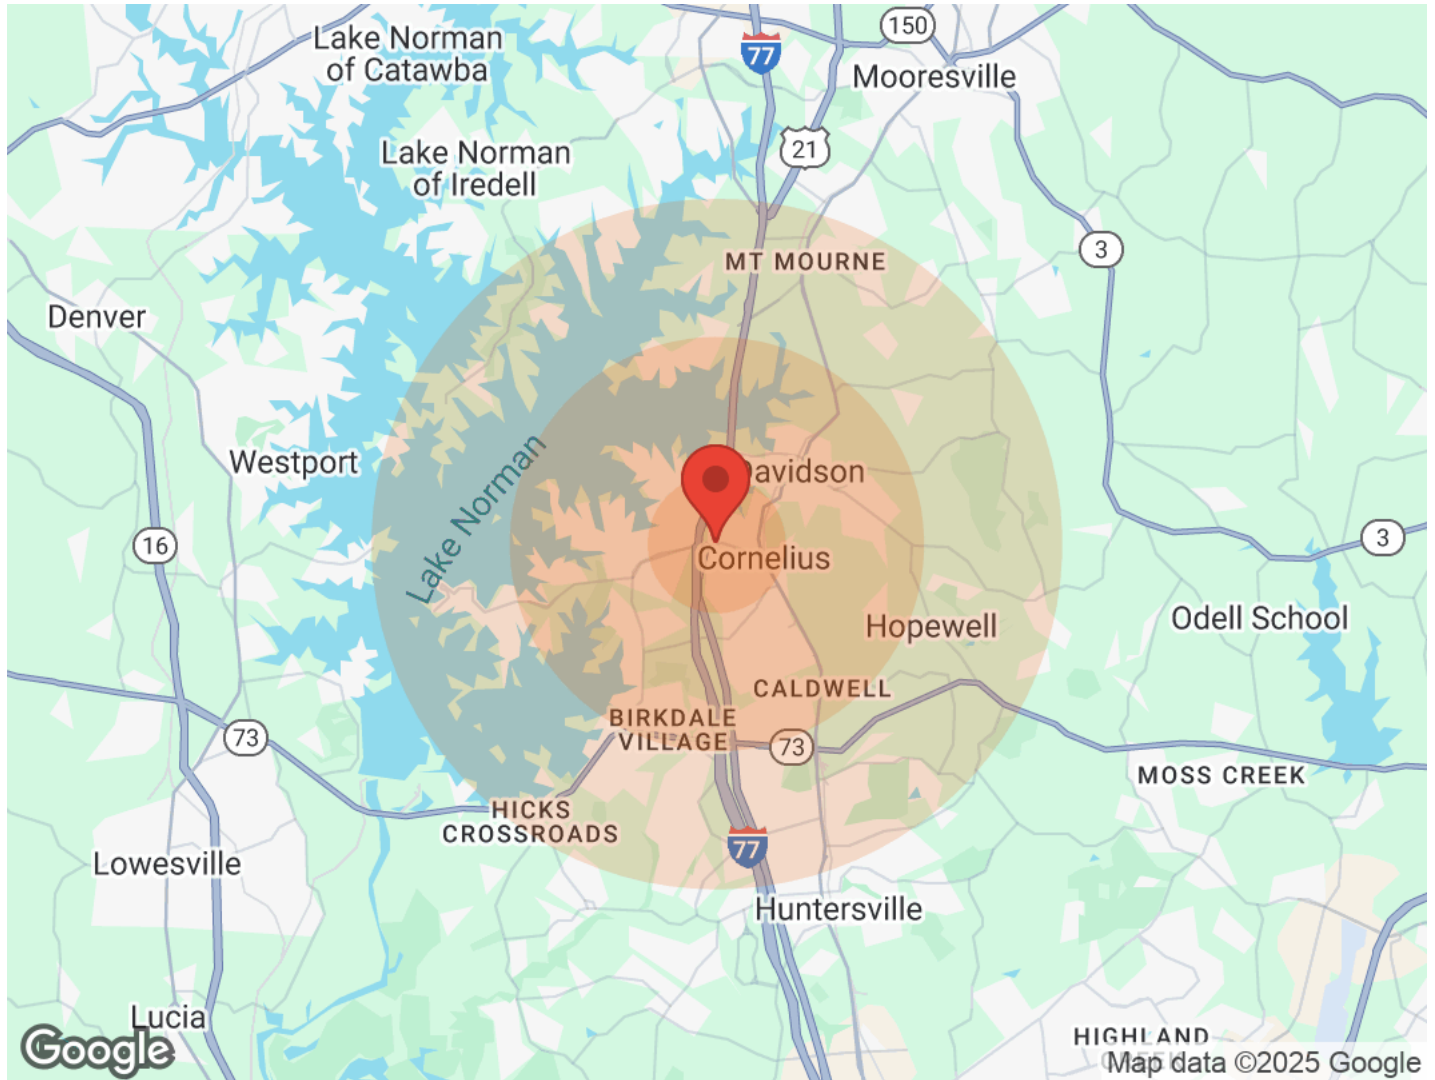 150
Lake Norman
of Catawba
77
Mooresville
21
Lake Norman
of Iredell
3
MT MOURNE
Denver
Westport
Lake Norman
Davidson
16
3
Cornelius
Odell School
Hopewell
CALDWELL
BIRKDALE
VILLAGE
73
73
MOSS CREEK
HICKS
CROSSROADS
77
Lowesville
Huntersville
Lucia
HIGHLAND
CREEK
Google
Map data ©2025 Google